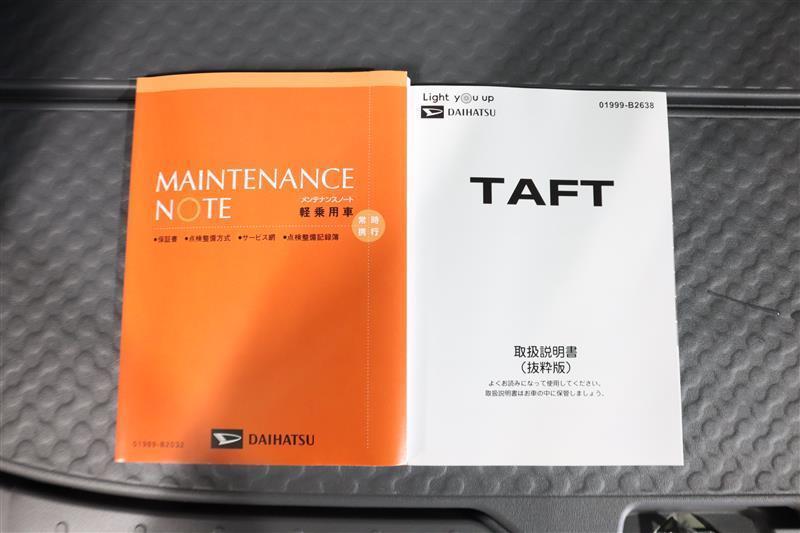 MAINTENANCE
NOTE
メンテナンスノート
軽乗用車
常時
携行
●保証書 ●点検整備方式 ●サービス網 ●点検整備記録簿
01999-B2032
DAIHATSU
Light you up
DAIHATSU
01999-B2638
TAFT
取扱説明書
（抜粋版）
よくお読みになって使用してください。
取扱説明書はお車の中に保管しましょう。